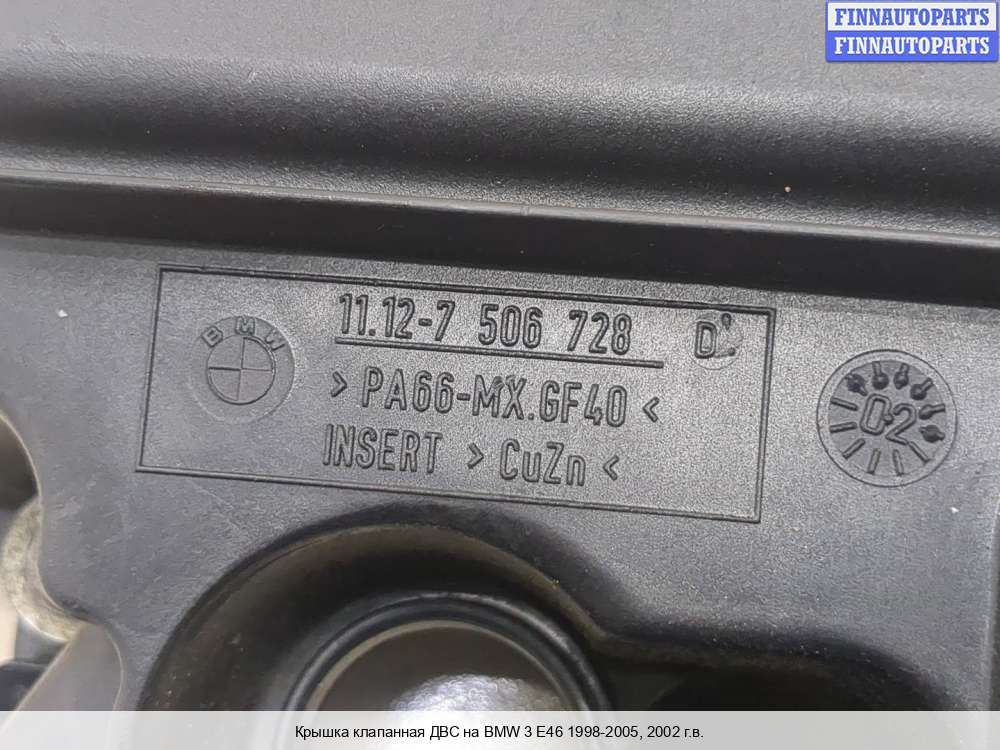 FINNAUTOPARTS
FINNAUTOPARTS
11.12-7 506 728 D
BMW
> PA66-MX.GF40 <
INSERT > CuZn <
02
Крышка клапанная ДВС на BMW 3 E46 1998-2005, 2002 г.в.